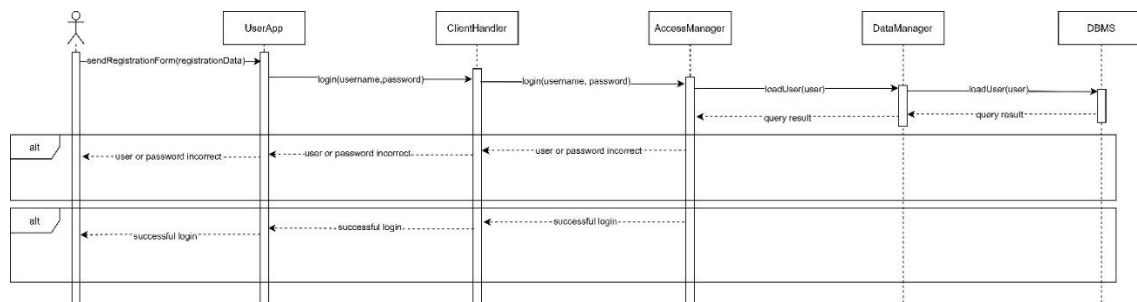 UserApp
ClientHandler
AccessManager
DataManager
DBMS
sendRegistrationForm(registrationData)
login(username,password)
login(username, password)
loadUser(user)
loadUser(user)
query result
query result
alt
user or password incorrect
user or password incorrect
user or password incorrect
alt
successful login
successful login
successful login